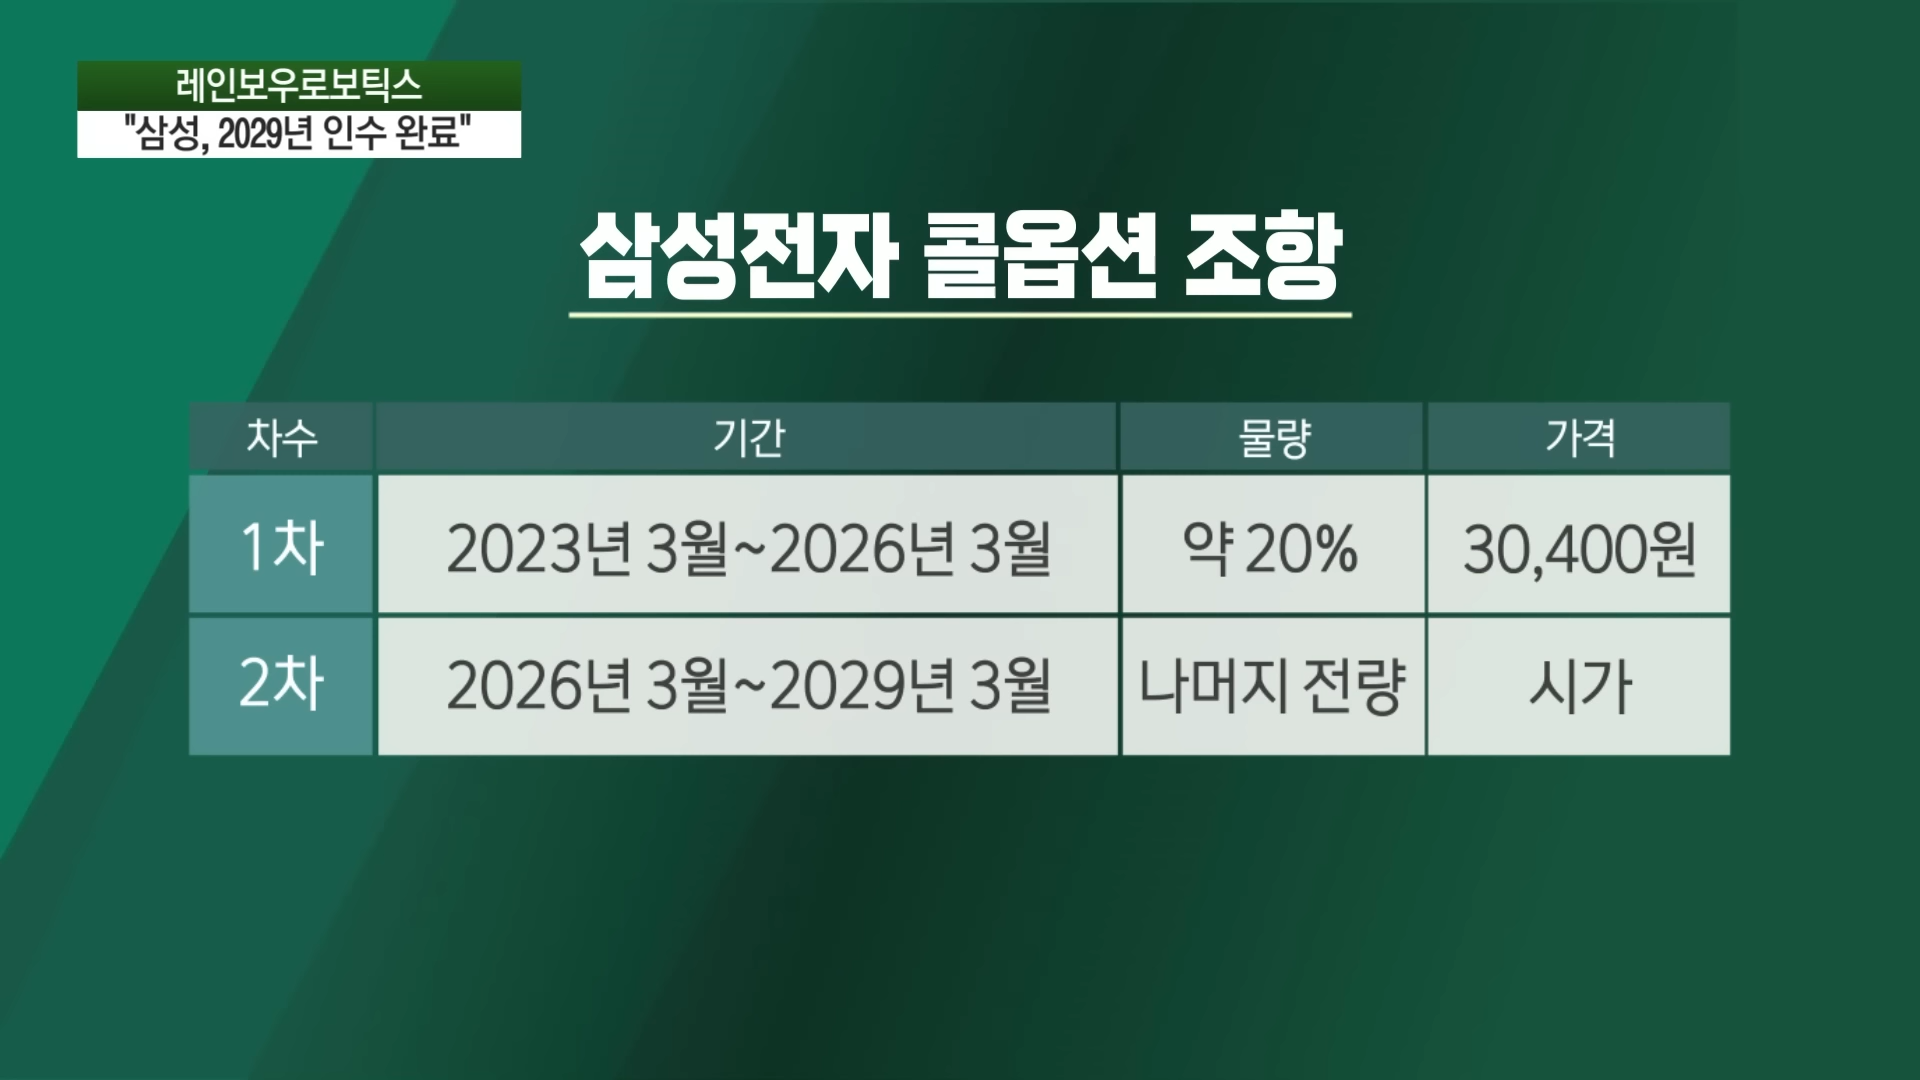 레인보우로보틱스
"삼성, 2029년 인수 완료"
삼성전자 콜옵션 조항
차수 기간 물량 가격
1차 2023년 3월~2026년 3월 약 20% 30,400원
2차 2026년 3월~2029년 3월 나머지 전량 시가